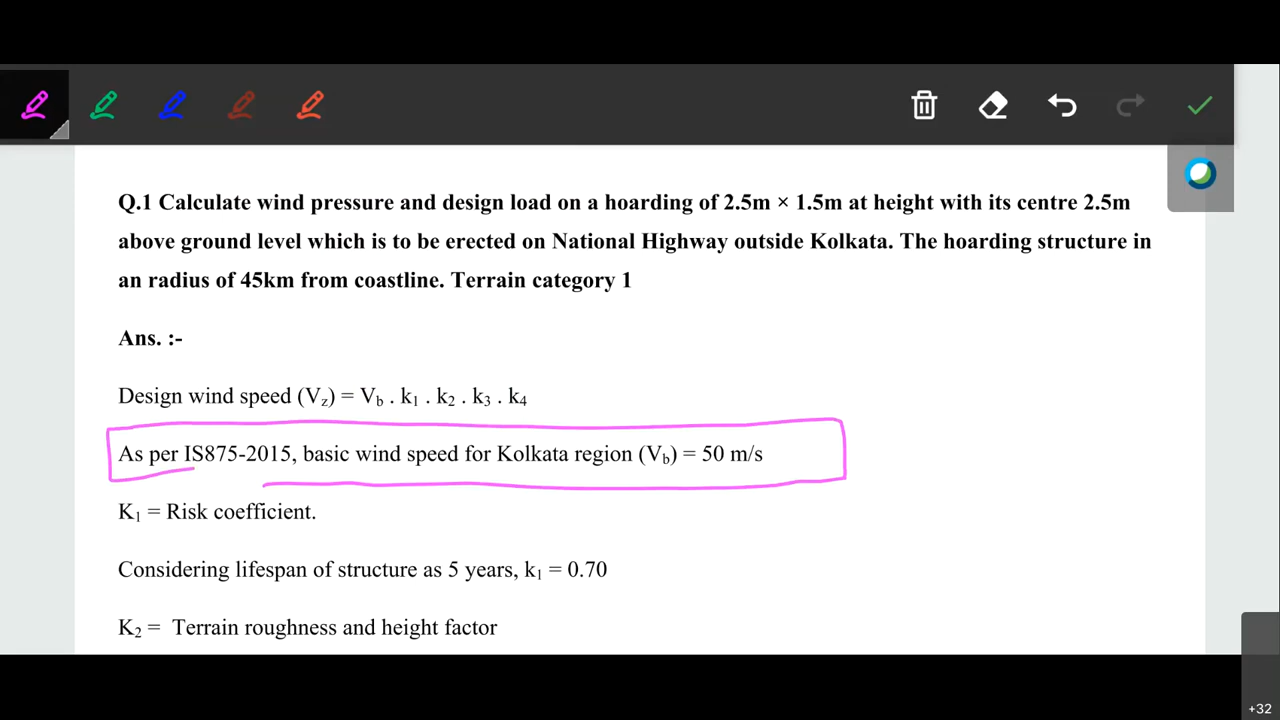 Q.1 Calculate wind pressure and design load on a hoarding of 2.5m × 1.5m at height with its centre 2.5m
above ground level which is to be erected on National Highway outside Kolkata. The hoarding structure in
an radius of 45km from coastline. Terrain category 1
Ans. :-
Design wind speed (Vz) = Vb . k1 . k2 . k3 . k4
As per IS875-2015, basic wind speed for Kolkata region (Vb) = 50 m/s
K1 = Risk coefficient.
Considering lifespan of structure as 5 years, k1 = 0.70
K2 = Terrain roughness and height factor
+32